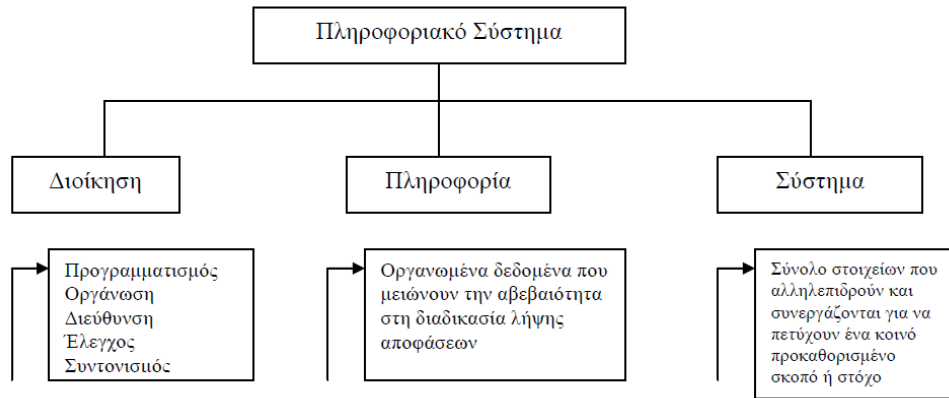 Πληροφοριακό Σύστημα
Διοίκηση
Πληροφορία
Σύστημα
Προγραμματισμός
Οργάνωση
Διεύθυνση
Έλεγχος
Συντονισμός
Οργανωμένα δεδομένα που
μειώνουν την αβεβαιότητα
στη διαδικασία λήψης
αποφάσεων
Σύνολο στοιχείων που
αλληλεπιδρούν και
συνεργάζονται για να
πετύχουν ένα κοινό
προκαθορισμένο
σκοπό ή στόχο